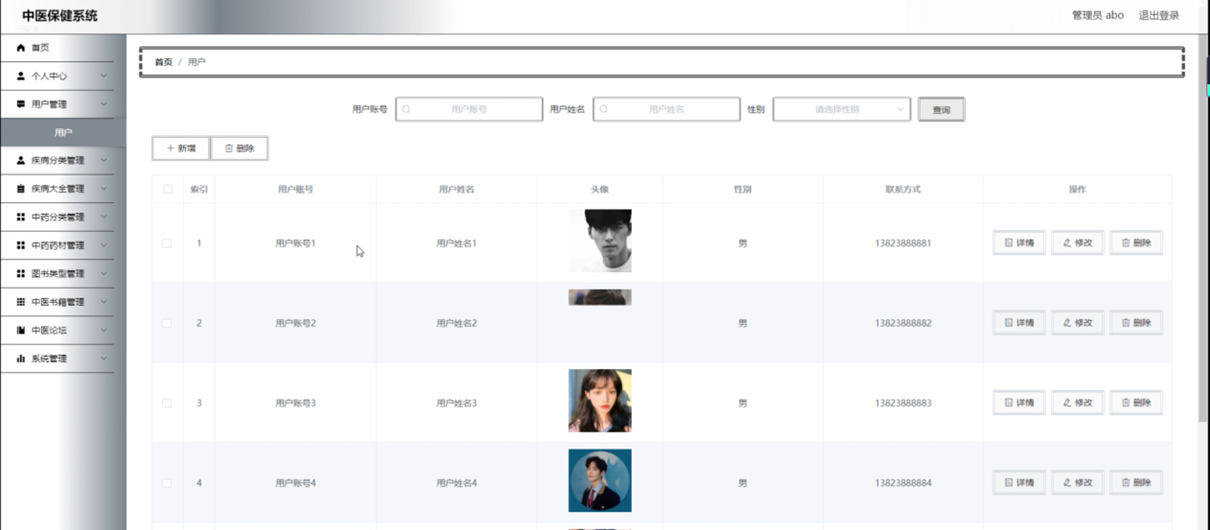 中医保健系统
管理员 abo 退出登录
首页
个人中心
用户管理
用户
疾病分类管理
疾病大全管理
中药分类管理
中药药材管理
图书类型管理
中医书籍管理
中医论坛
系统管理
首页 / 用户
用户账号 用户账号 用户姓名 用户姓名 性别 请选择性别 查询
新增 删除
索引 用户账号 用户姓名 头像 性别 联系方式 操作
1 用户账号1 用户姓名1 男 13823888881 详情 修改 删除
2 用户账号2 用户姓名2 男 13823888882 详情 修改 删除
3 用户账号3 用户姓名3 男 13823888883 详情 修改 删除
4 用户账号4 用户姓名4 男 13823888884 详情 修改 删除